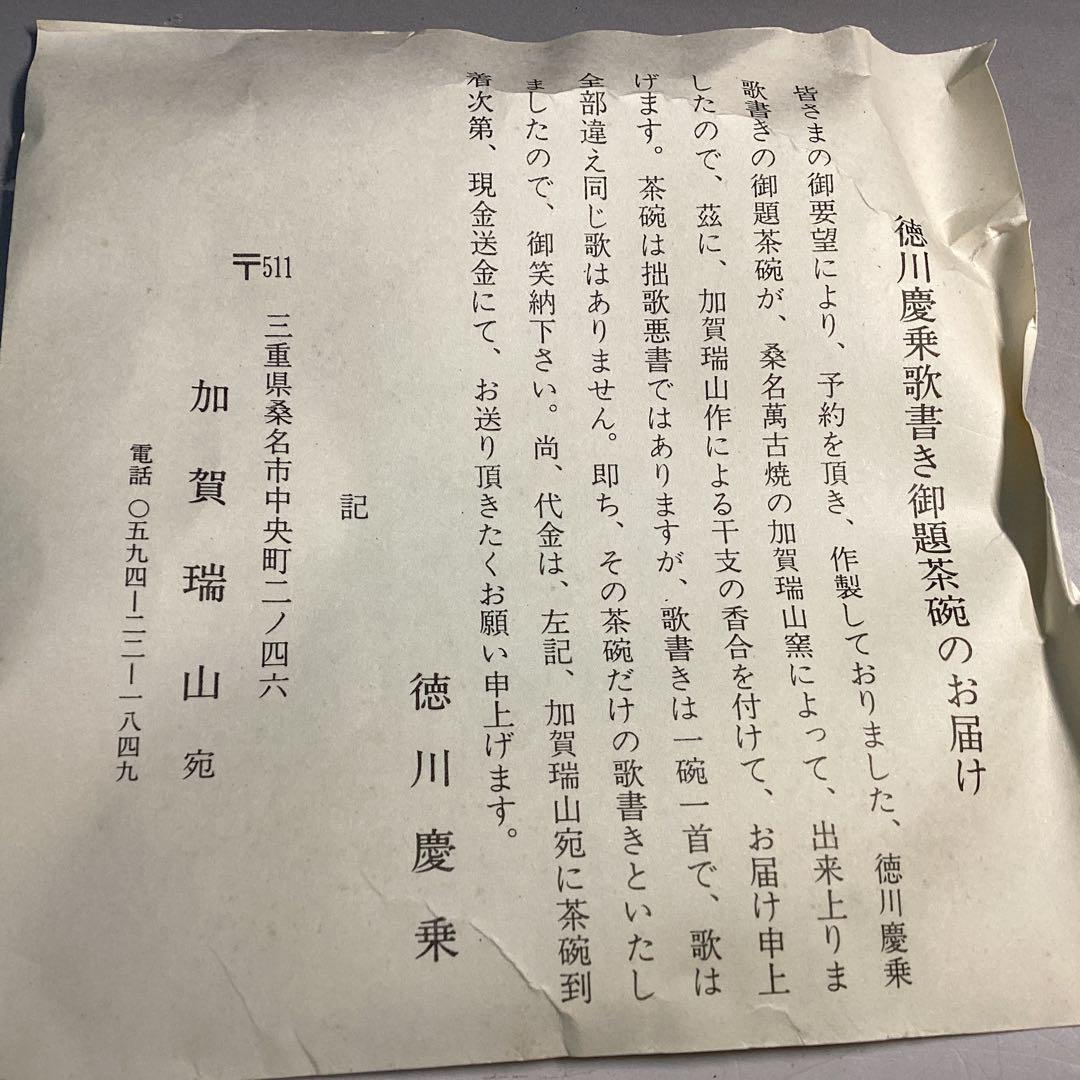 徳川慶乗歌書き御題茶碗のお届け
皆さまの御要望により、予約を頂き、作製しておりました、徳川慶乗
歌書きの御題茶碗が、桑名萬古焼の加賀瑞山窯によって、出来上りま
したので、茲に、加賀瑞山作による干支の香合を付けて、お届け申上
げます。茶碗は拙歌悪書ではありますが、歌書きは一碗一首で、歌は
全部違え同じ歌はありません。即ち、その茶碗だけの歌書きといたし
ましたので、御笑納下さい。尚、代金は、左記、加賀瑞山宛に茶碗到
着次第、現金送金にて、お送り頂きたくお願い申上げます。
徳川慶乗
記
〒511 三重県桑名市中央町二ノ四六
加賀瑞山宛
電話 〇五九四ー二二ー一八四九